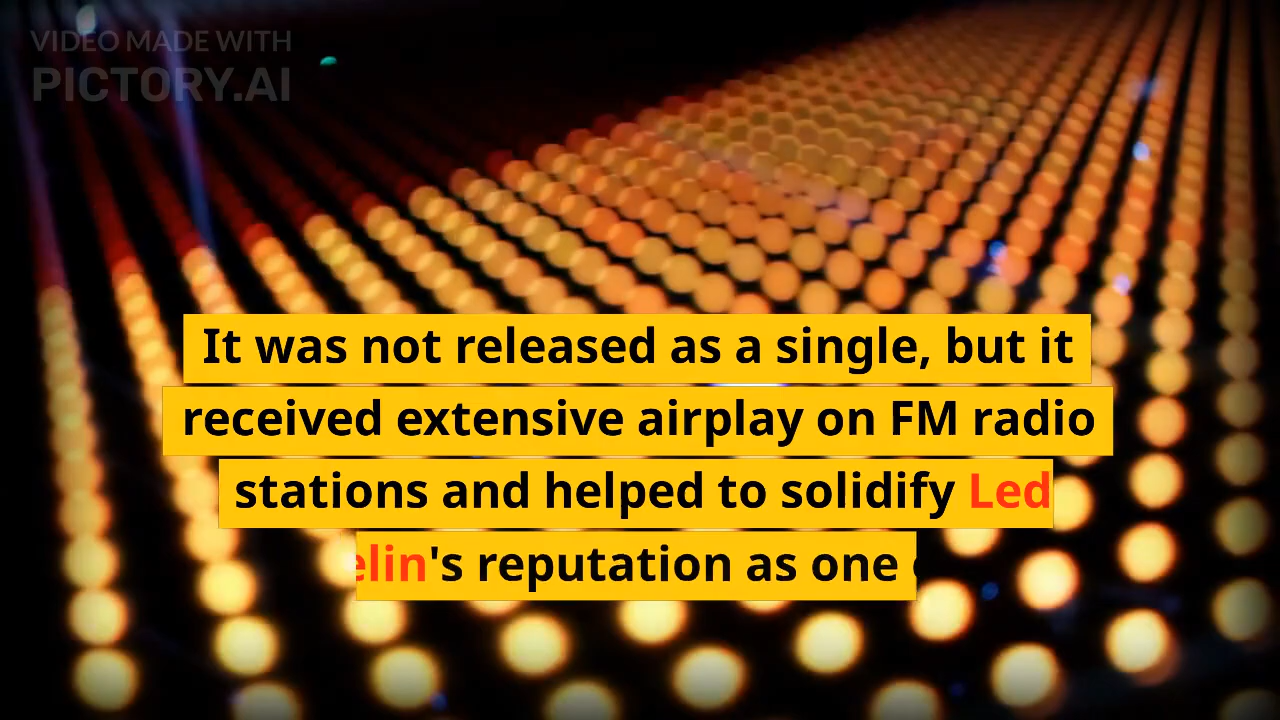 VIDEO MADE WITH
PICTORY.AI
It was not released as a single, but it
received extensive airplay on FM radio
stations and helped to solidify Led
elin's reputation as one